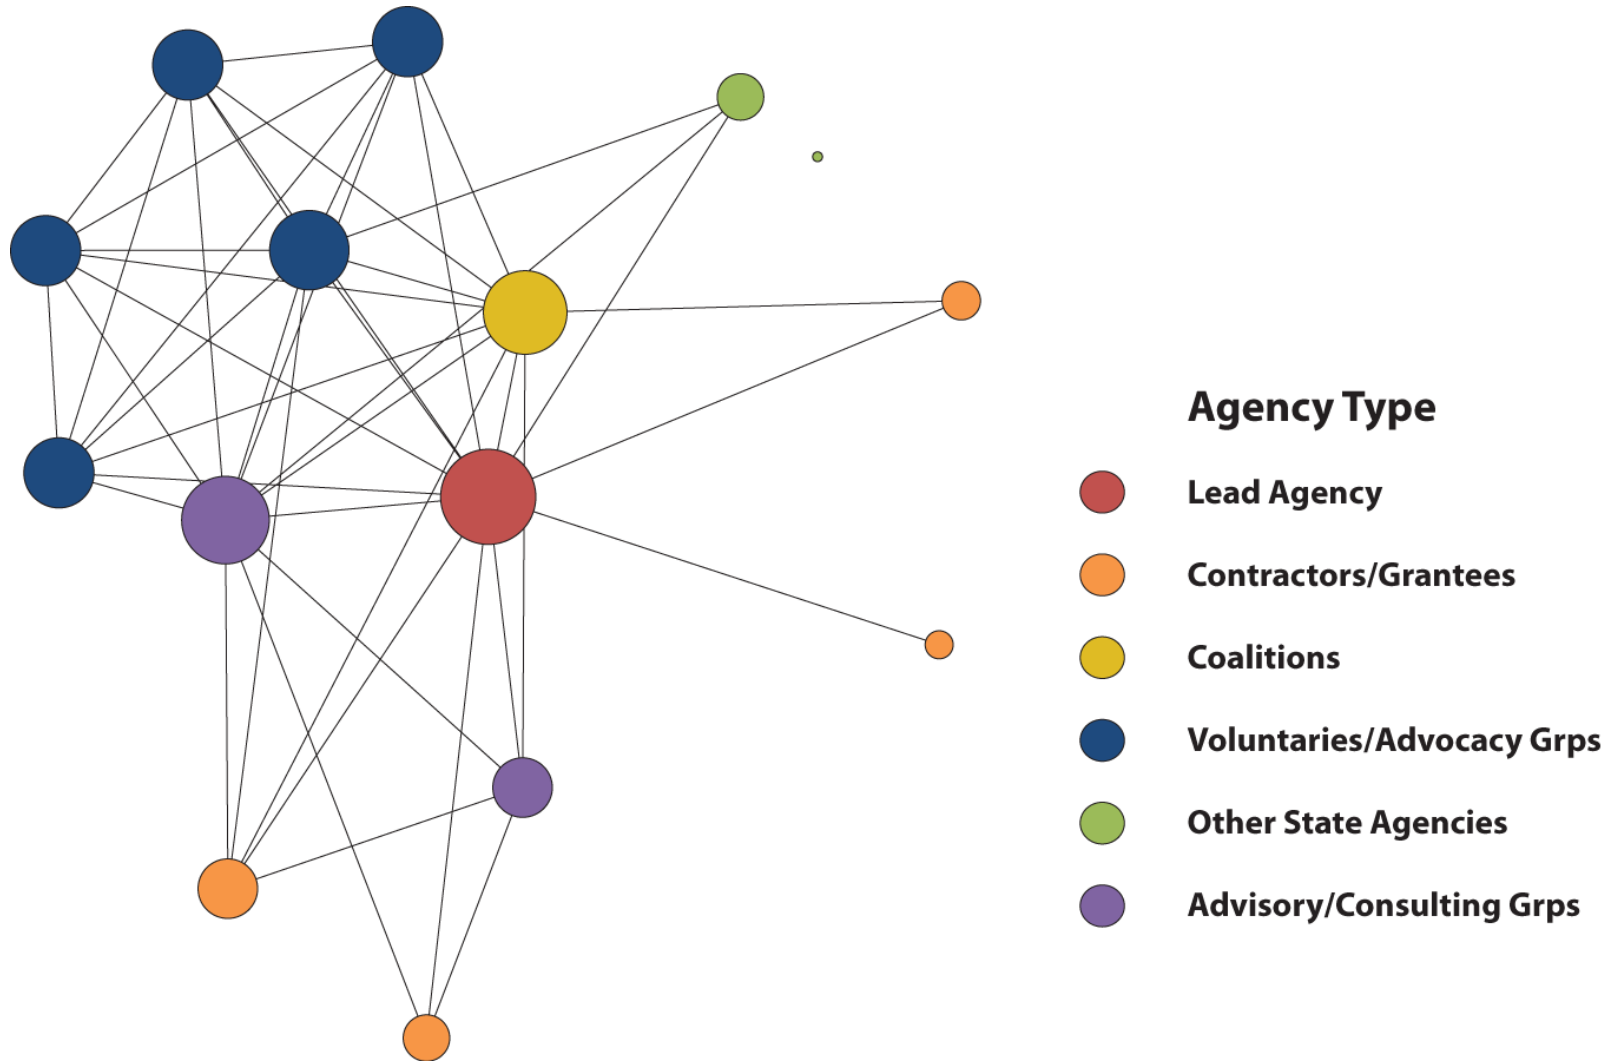 Agency Type
Lead Agency
Contractors/Grantees
Coalitions
Voluntaries/Advocacy Grps
Other State Agencies
Advisory/Consulting Grps